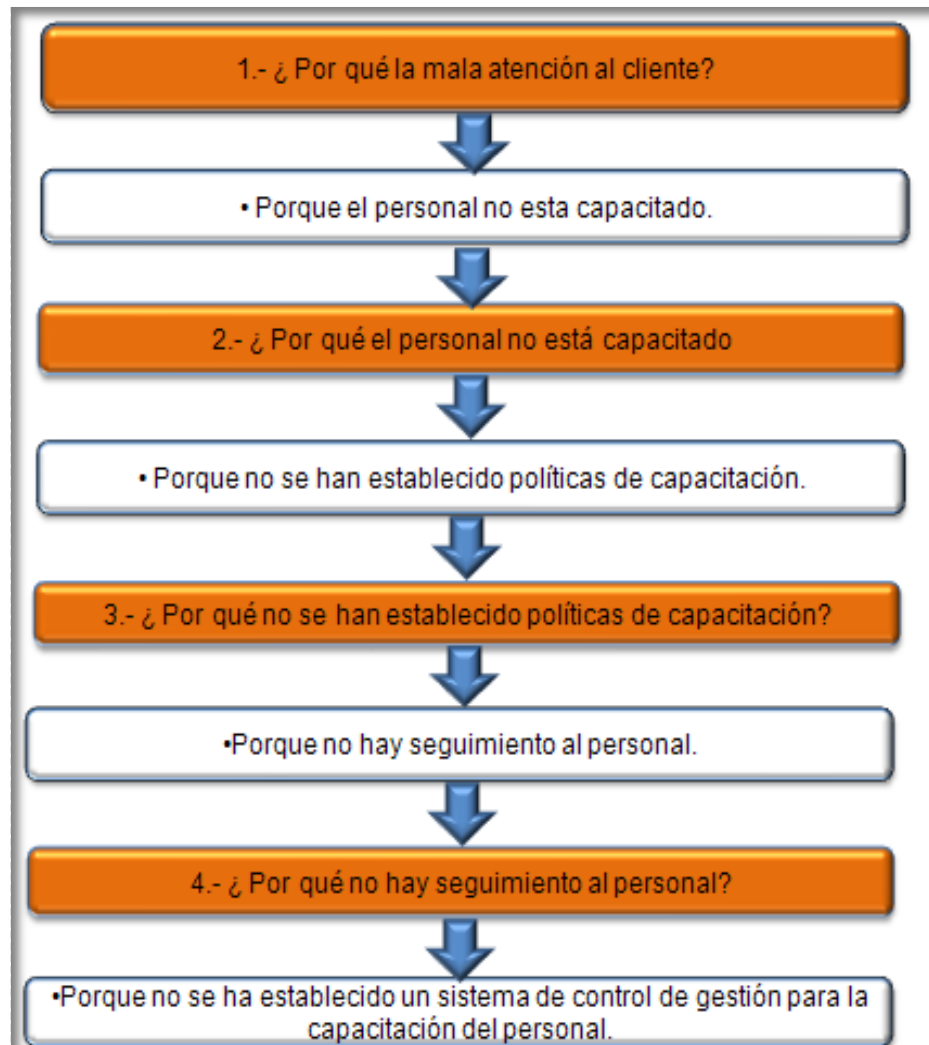 1.- ¿ Por qué la mala atención al cliente?
• Porque el personal no esta capacitado.
2.- ¿ Por qué el personal no está capacitado
• Porque no se han establecido políticas de capacitación.
3.- ¿ Por qué no se han establecido políticas de capacitación?
•Porque no hay seguimiento al personal.
4.- ¿ Por qué no hay seguimiento al personal?
•Porque no se ha establecido un sistema de control de gestión para la
capacitación del personal.